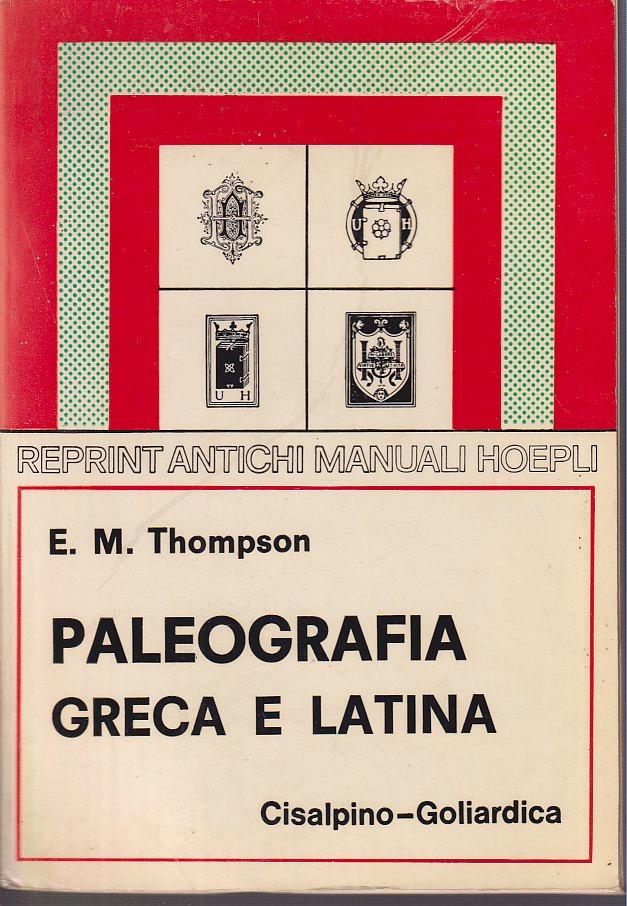 U H
U H
REPRINT ANTICHI MANUALI HOEPLI
E. M. Thompson
PALEOGRAFIA
GRECA E LATINA
Cisalpino-Goliardica